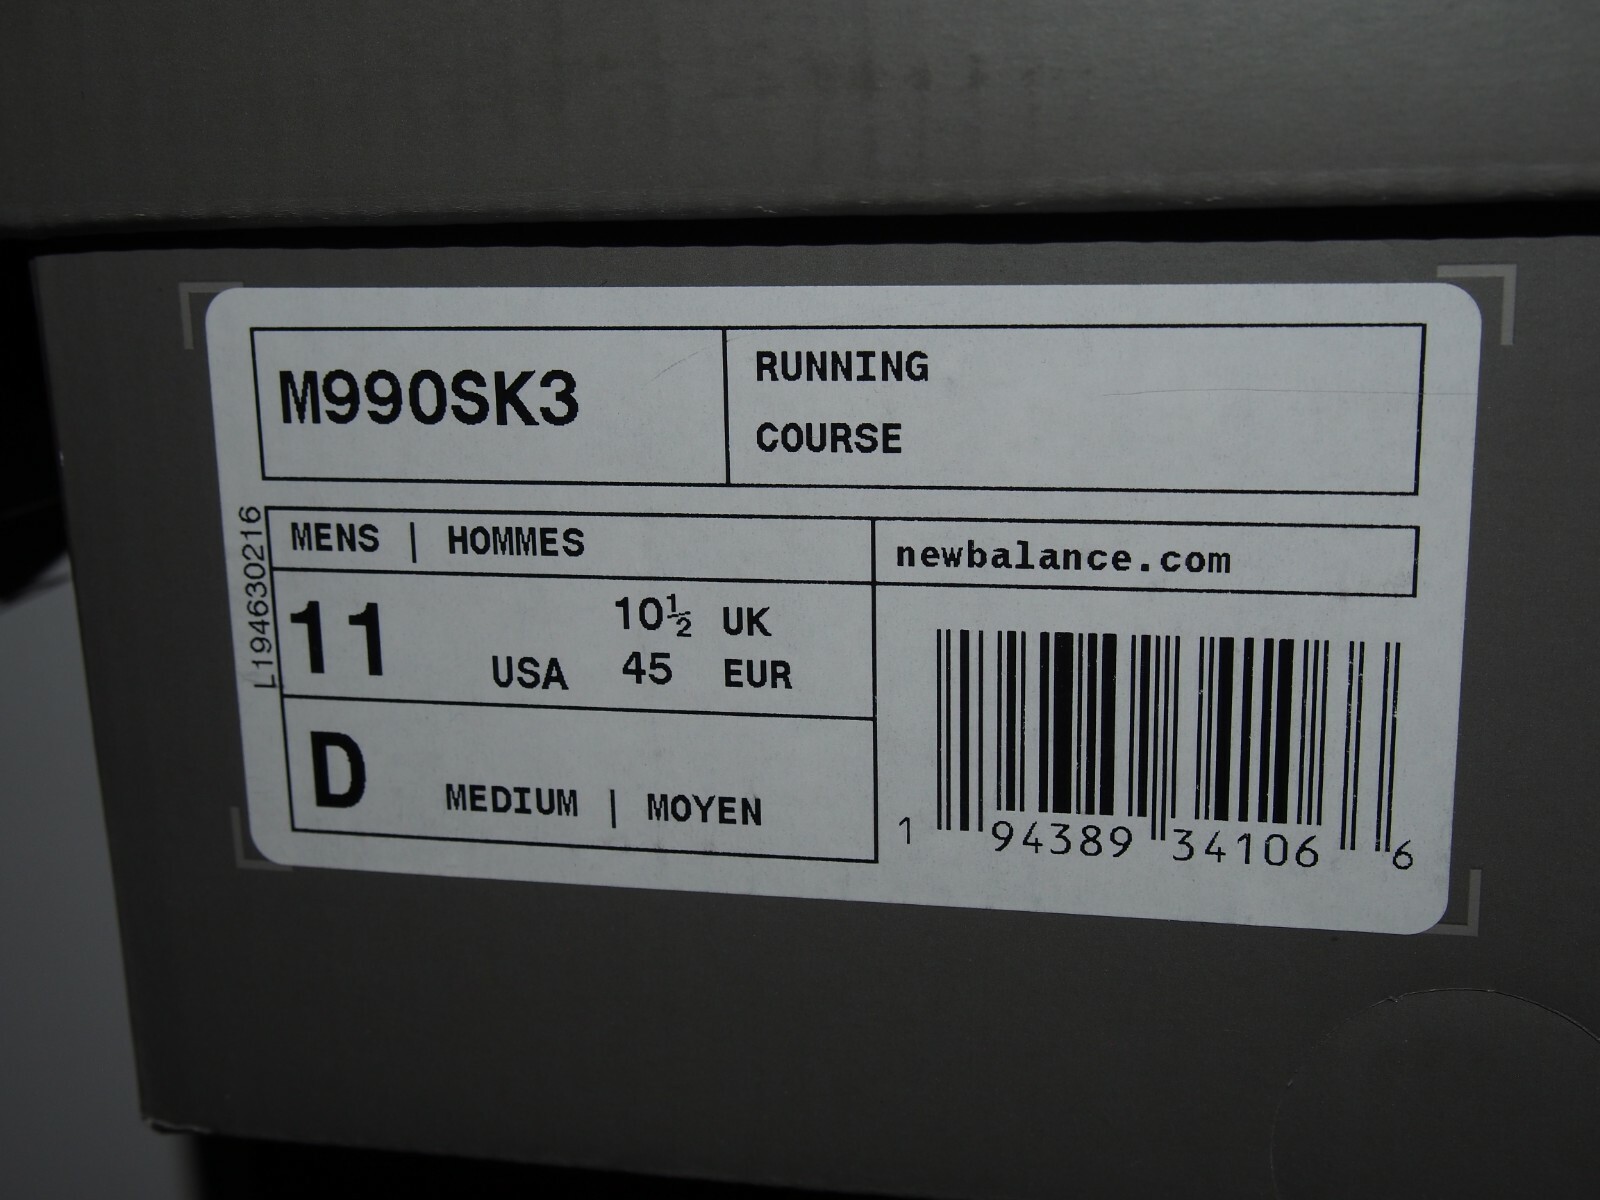 M990SK3
RUNNING
COURSE
L194630216
MENS | HOMMES
newbalance.com
11 USA
10½ UK
45 EUR
D MEDIUM | MOYEN
1 94389 34106 6